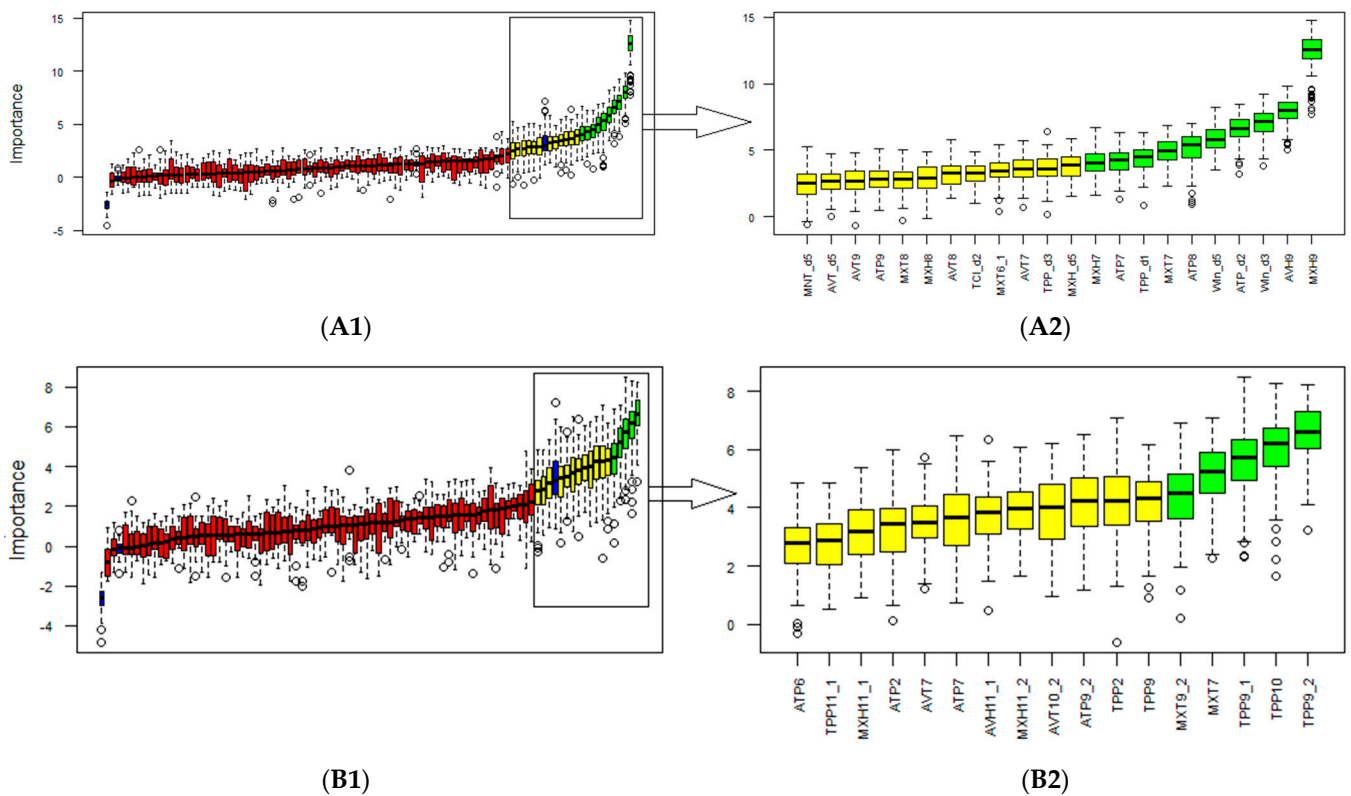 Importance
15
10
5
0
-5
15
10
5
0
MNT_d5
AVT_d5
AVT9
ATP9
MXT8
MXH8
AVT8
TCI_d2
MXT6_1
AVT7
TPP_d3
MXH_d5
MXH7
ATP7
TPP_d1
MXT7
ATP8
WIn_d5
ATP_d2
WIn_d3
AVH9
MXH9
(A1)
(A2)
Importance
8
6
4
2
0
-2
-4
8
6
4
2
0
ATP6
TPP11_1
MXH11_1
ATP2
AVT7
ATP7
AVH11_1
MXH11_2
AVT10_2
ATP9_2
TPP2
TPP9
MXT9_2
MXT7
TPP9_1
TPP10
TPP9_2
(B1)
(B2)